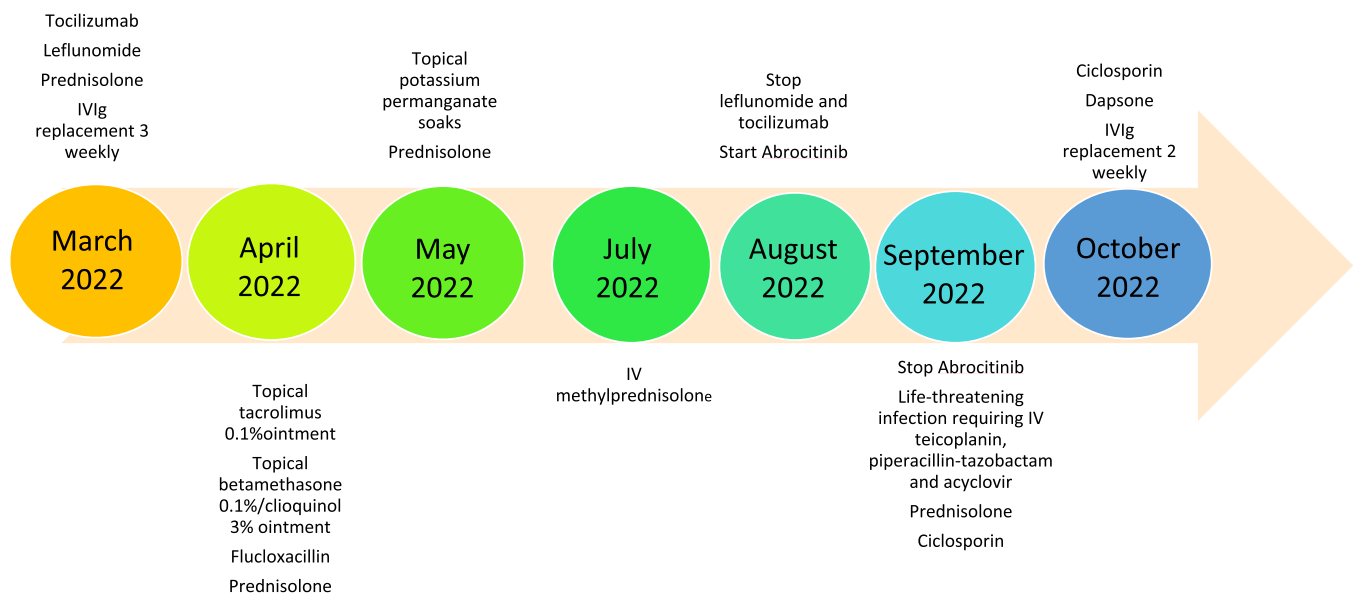 Tocilizumab
Leflunomide
Prednisolone
IVIg
replacement 3
weekly
March
2022
Topical
tacrolimus
0.1%ointment
Topical
betamethasone
0.1%/clioquinol
3% ointment
Flucloxacillin
Prednisolone
April
2022
Topical
potassium
permanganate
soaks
Prednisolone
May
2022
July
2022
IV
methylprednisolone
Stop
leflunomide and
tocilizumab
Start Abrocitinib
August
2022
September
2022
Stop Abrocitinib
Life-threatening
infection requiring IV
teicoplanin,
piperacillin-tazobactam
and acyclovir
Prednisolone
Ciclosporin
Ciclosporin
Dapsone
IVIg
replacement 2
weekly
October
2022